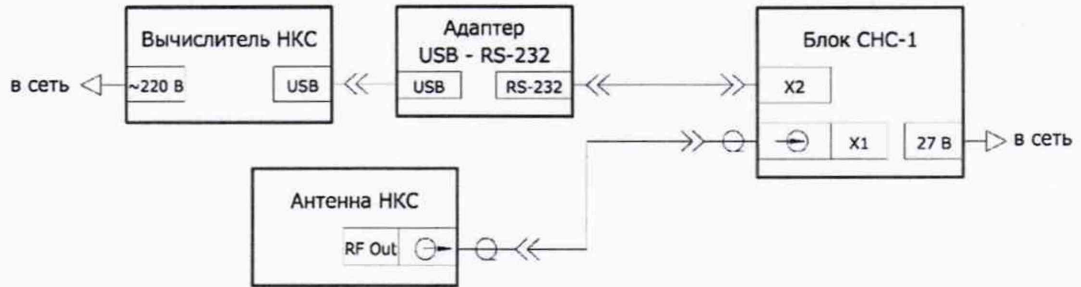 Вычислитель НКС
Адаптер
USB - RS-232
Блок СНС-1
в сеть
~220 В
USB
USB
RS-232
X2
X1
27 В
в сеть
Антенна НКС
RF Out